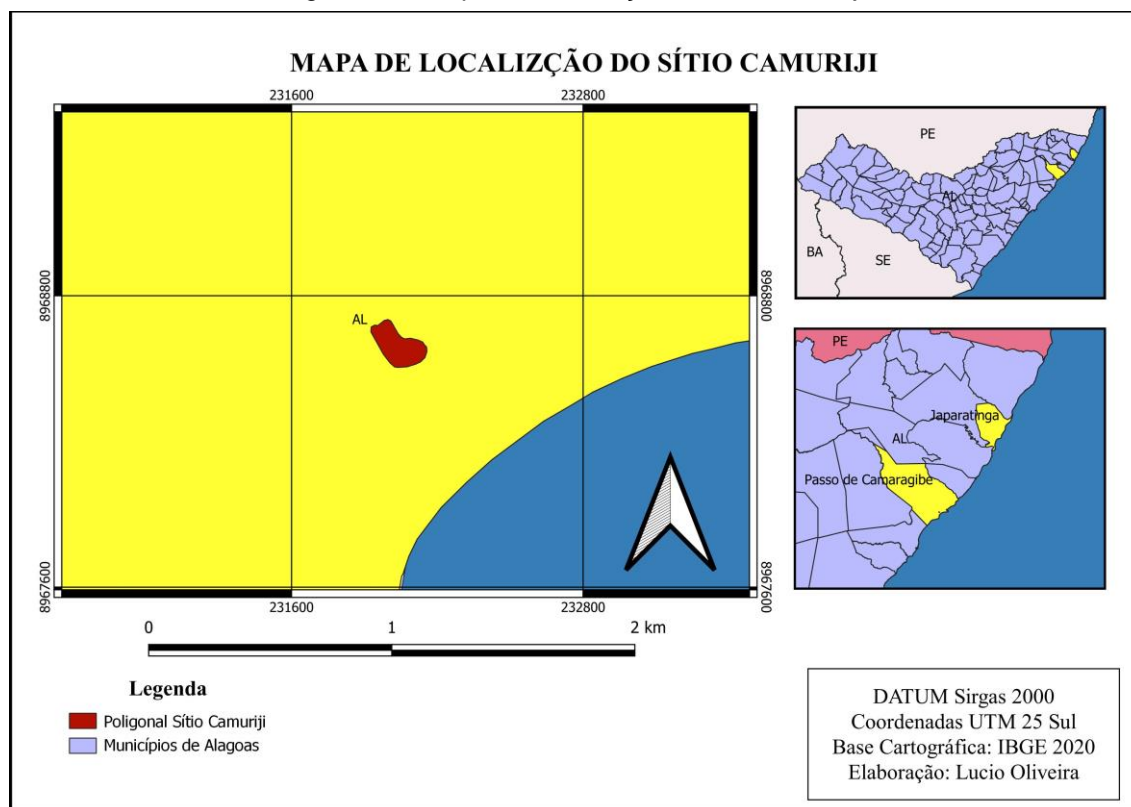 MAPA DE LOCALIZÇÃO DO SÍTIO CAMURIJI
231600
232800
8968800
8968800
AL
8967600
8967600
231600
232800
0
1
2 km
Legenda
Poligonal Sítio Camuriji
Municípios de Alagoas
PE
AL
BA
SE
PE
Japaratinga
AL
Passo de Camaragibe
DATUM Sirgas 2000
Coordenadas UTM 25 Sul
Base Cartográfica: IBGE 2020
Elaboração: Lucio Oliveira